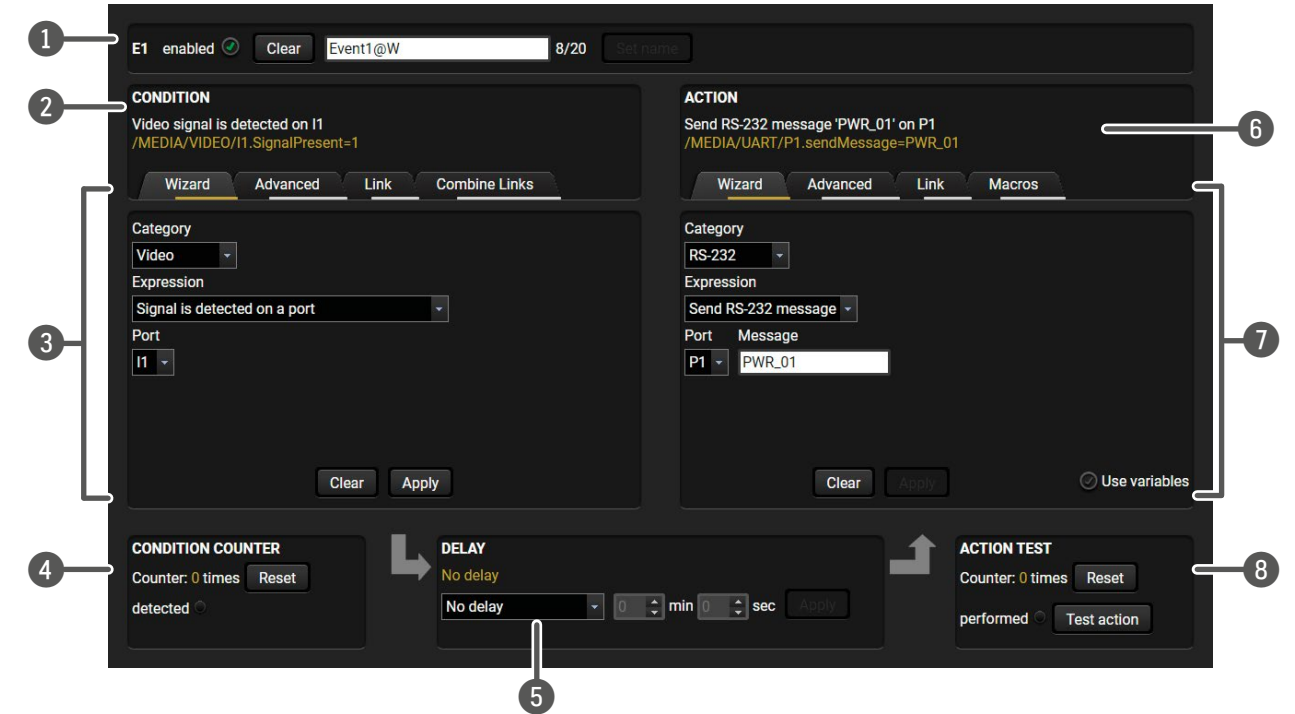 1
E1 enabled Clear Event1@W 8/20 Set name
2
CONDITION
Video signal is detected on I1
/MEDIA/VIDEO/I1.SignalPresent=1
Wizard Advanced Link Combine Links
3
Category
Video
Expression
Signal is detected on a port
Port
I1
Clear Apply
ACTION
Send RS-232 message 'PWR_01' on P1
/MEDIA/UART/P1.sendMessage=PWR_01
6
Wizard Advanced Link Macros
Category
RS-232
Expression
Send RS-232 message
Port Message
P1 PWR_01
7
Clear Apply Use variables
4
CONDITION COUNTER
Counter: 0 times Reset
detected
DELAY
No delay
No delay 0 min 0 sec Apply
5
ACTION TEST
Counter: 0 times Reset
performed Test action
8